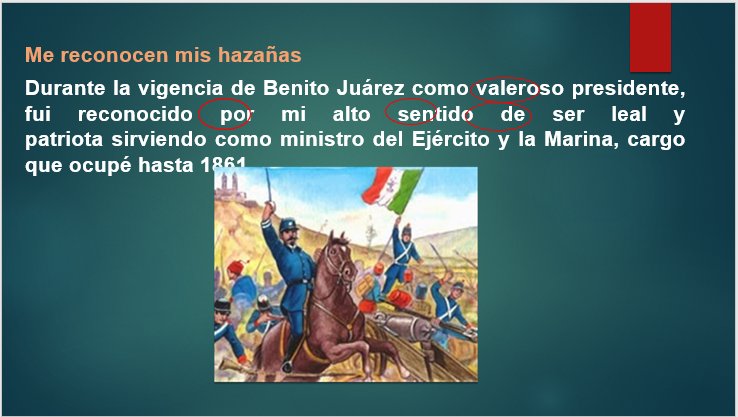 Me reconocen mis hazañas
Durante la vigencia de Benito Juárez como valeroso presidente,
fui reconocido por mi alto sentido de ser leal y
patriota sirviendo como ministro del Ejército y la Marina, cargo
que ocupé hasta 1861